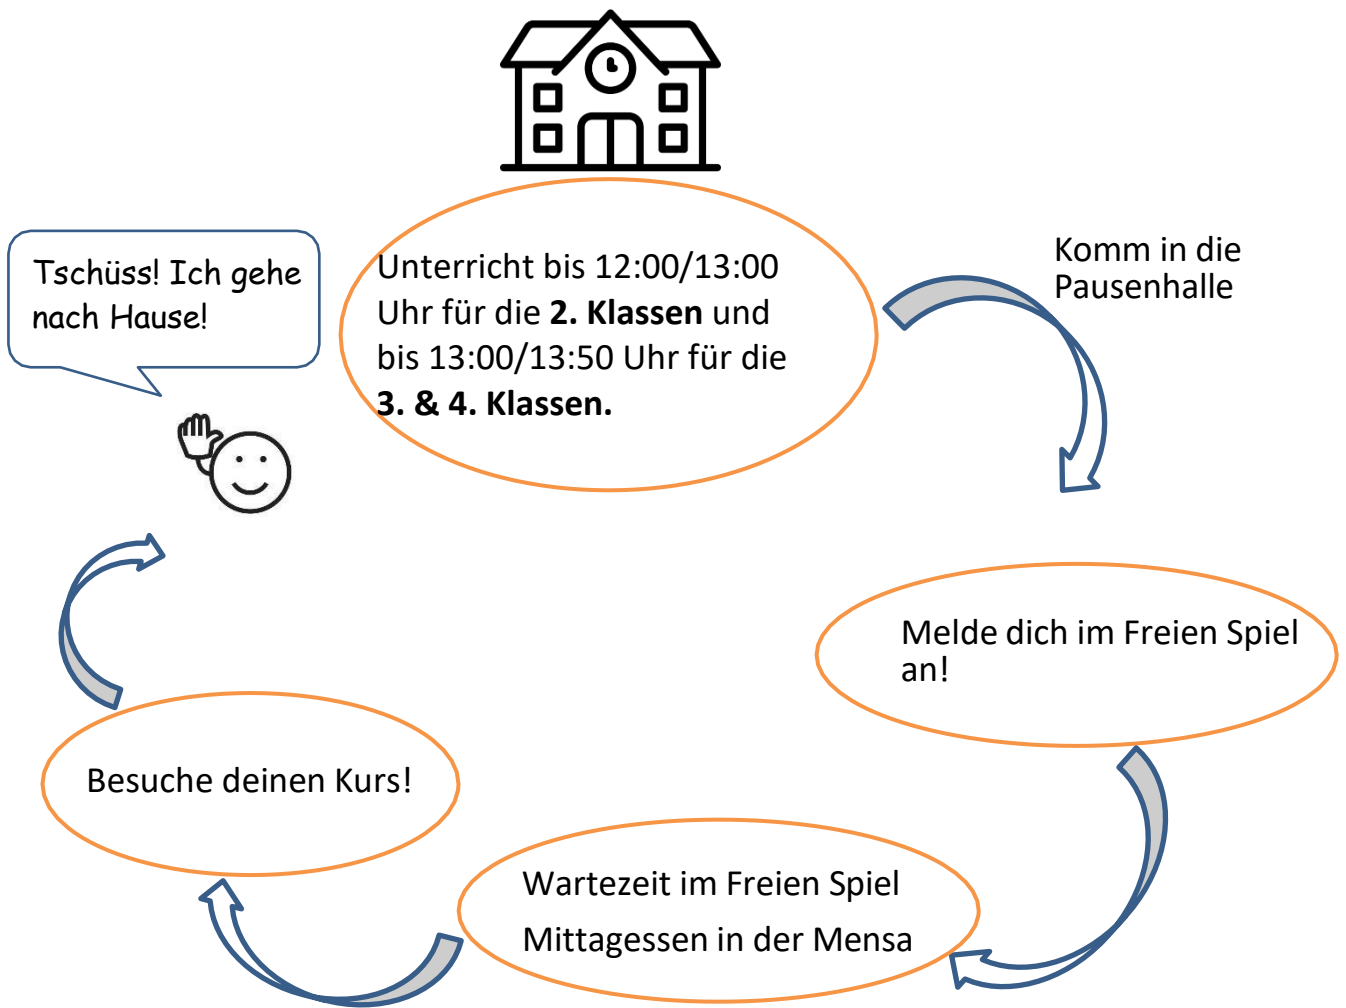 Unterricht bis 12:00/13:00
Uhr für die 2. Klassen und
bis 13:00/13:50 Uhr für die
3. & 4. Klassen.
Komm in die
Pausenhalle
Melde dich im Freien Spiel
an!
Wartezeit im Freien Spiel
Mittagessen in der Mensa
Besuche deinen Kurs!
Tschüss! Ich gehe
nach Hause!